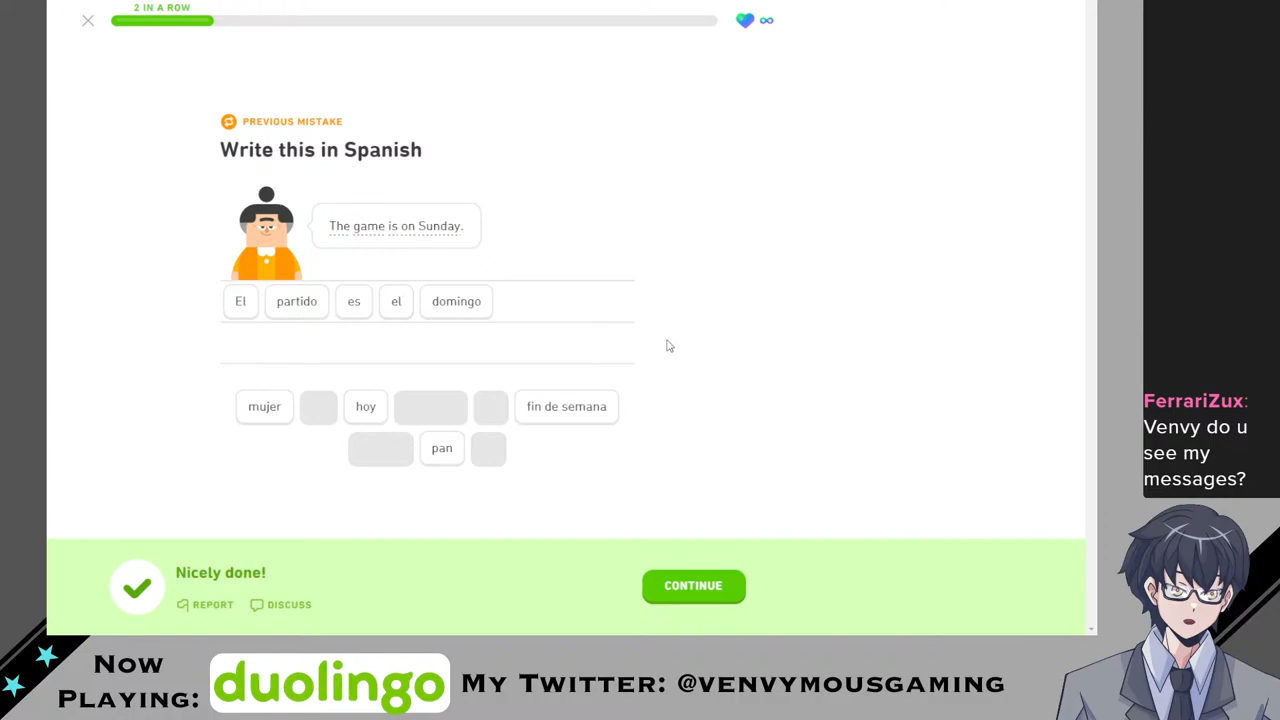 2 IN A ROW
PREVIOUS MISTAKE
Write this in Spanish
The game is on Sunday.
El partido es el domingo
mujer hoy fin de semana
pan
Nicely done!
REPORT DISCUSS
CONTINUE
FerrariZux:
Venvy do u
see my
messages?
Now
Playing:
duolingo
My Twitter: @venvymousgaming